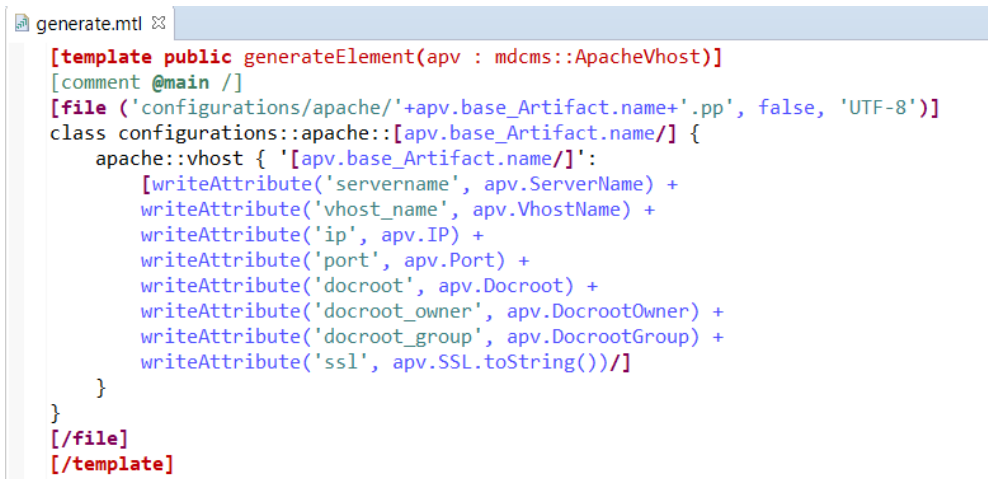 generate.mtl
[template public generateElement(apv : mdcms::ApacheVhost)]
[comment @main /]
[file ('configurations/apache/'+apv.base_Artifact.name+'.pp', false, 'UTF-8')]
class configurations::apache::[apv.base_Artifact.name/] {
    apache::vhost { '[apv.base_Artifact.name/]':
        [writeAttribute('servername', apv.ServerName) +
        writeAttribute('vhost_name', apv.VhostName) +
        writeAttribute('ip', apv.IP) +
        writeAttribute('port', apv.Port) +
        writeAttribute('docroot', apv.Docroot) +
        writeAttribute('docroot_owner', apv.DocrootOwner) +
        writeAttribute('docroot_group', apv.DocrootGroup) +
        writeAttribute('ssl', apv.SSL.toString())/]
    }
}
[/file]
[/template]